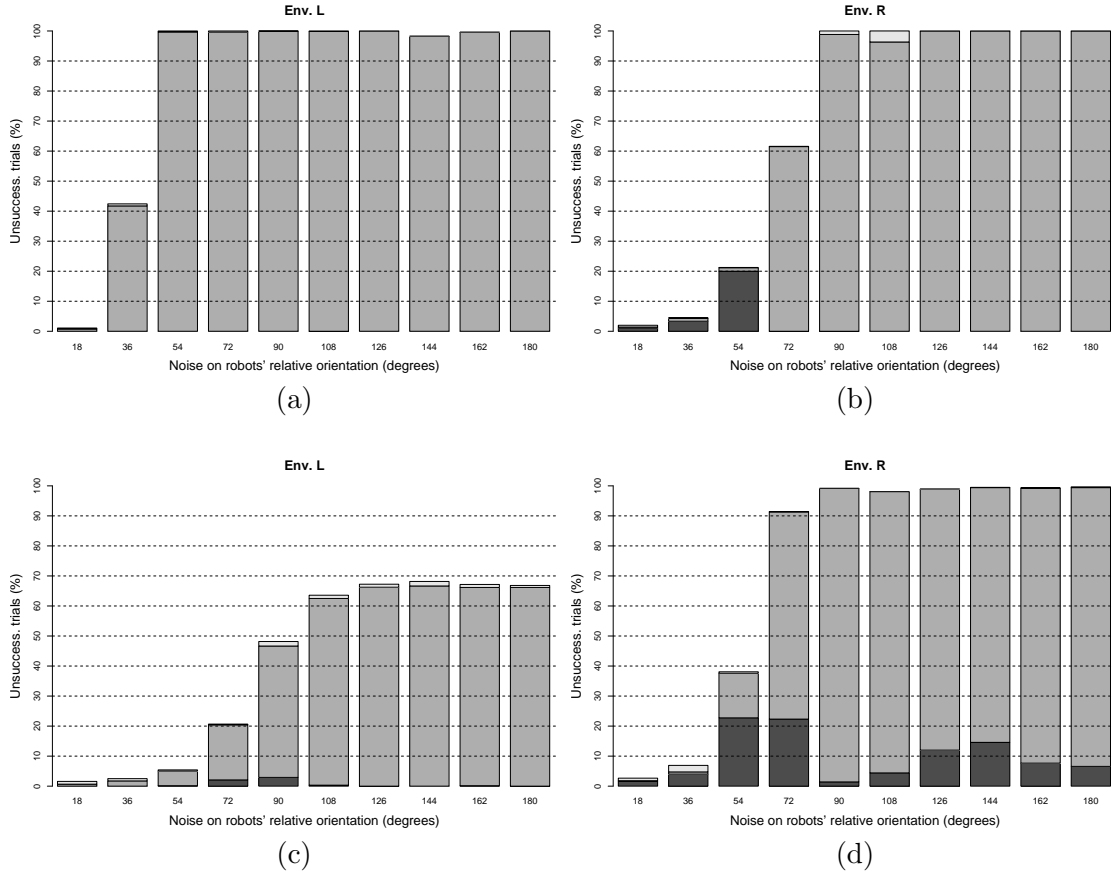 Env. L
Unsuccess. trials (%)
0 10 20 30 40 50 60 70 80 90 100
18 36 54 72 90 108 126 144 162 180
Noise on robots' relative orientation (degrees)
(a)
Env. R
Unsuccess. trials (%)
0 10 20 30 40 50 60 70 80 90 100
18 36 54 72 90 108 126 144 162 180
Noise on robots' relative orientation (degrees)
(b)
Env. L
Unsuccess. trials (%)
0 10 20 30 40 50 60 70 80 90 100
18 36 54 72 90 108 126 144 162 180
Noise on robots' relative orientation (degrees)
(c)
Env. R
Unsuccess. trials (%)
0 10 20 30 40 50 60 70 80 90 100
18 36 54 72 90 108 126 144 162 180
Noise on robots' relative orientation (degrees)
(d)